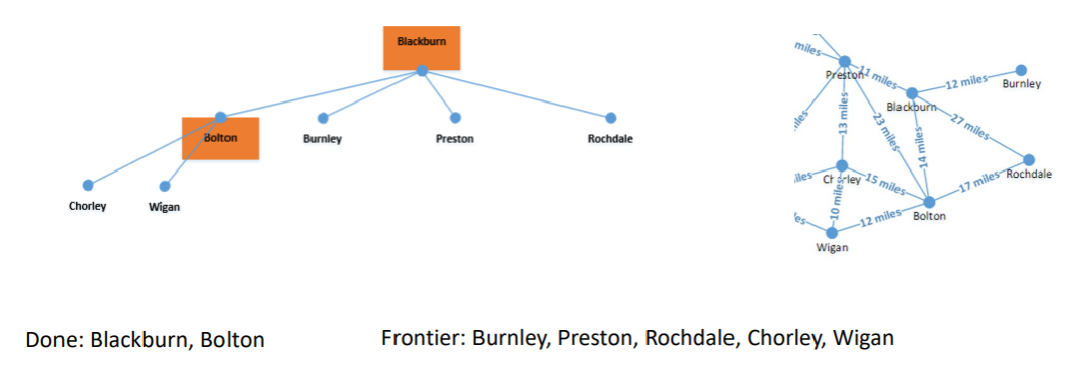 Blackburn
Bolton
Burnley
Preston
Rochdale
Chorley
Wigan
miles
Preston
11 miles
12 miles
Burnley
Blackburn
13 miles
23 miles
27 miles
14 miles
Chorley
15 miles
17 miles
Rochdale
10 miles
12 miles
Bolton
Wigan
Done: Blackburn, Bolton
Frontier: Burnley, Preston, Rochdale, Chorley, Wigan